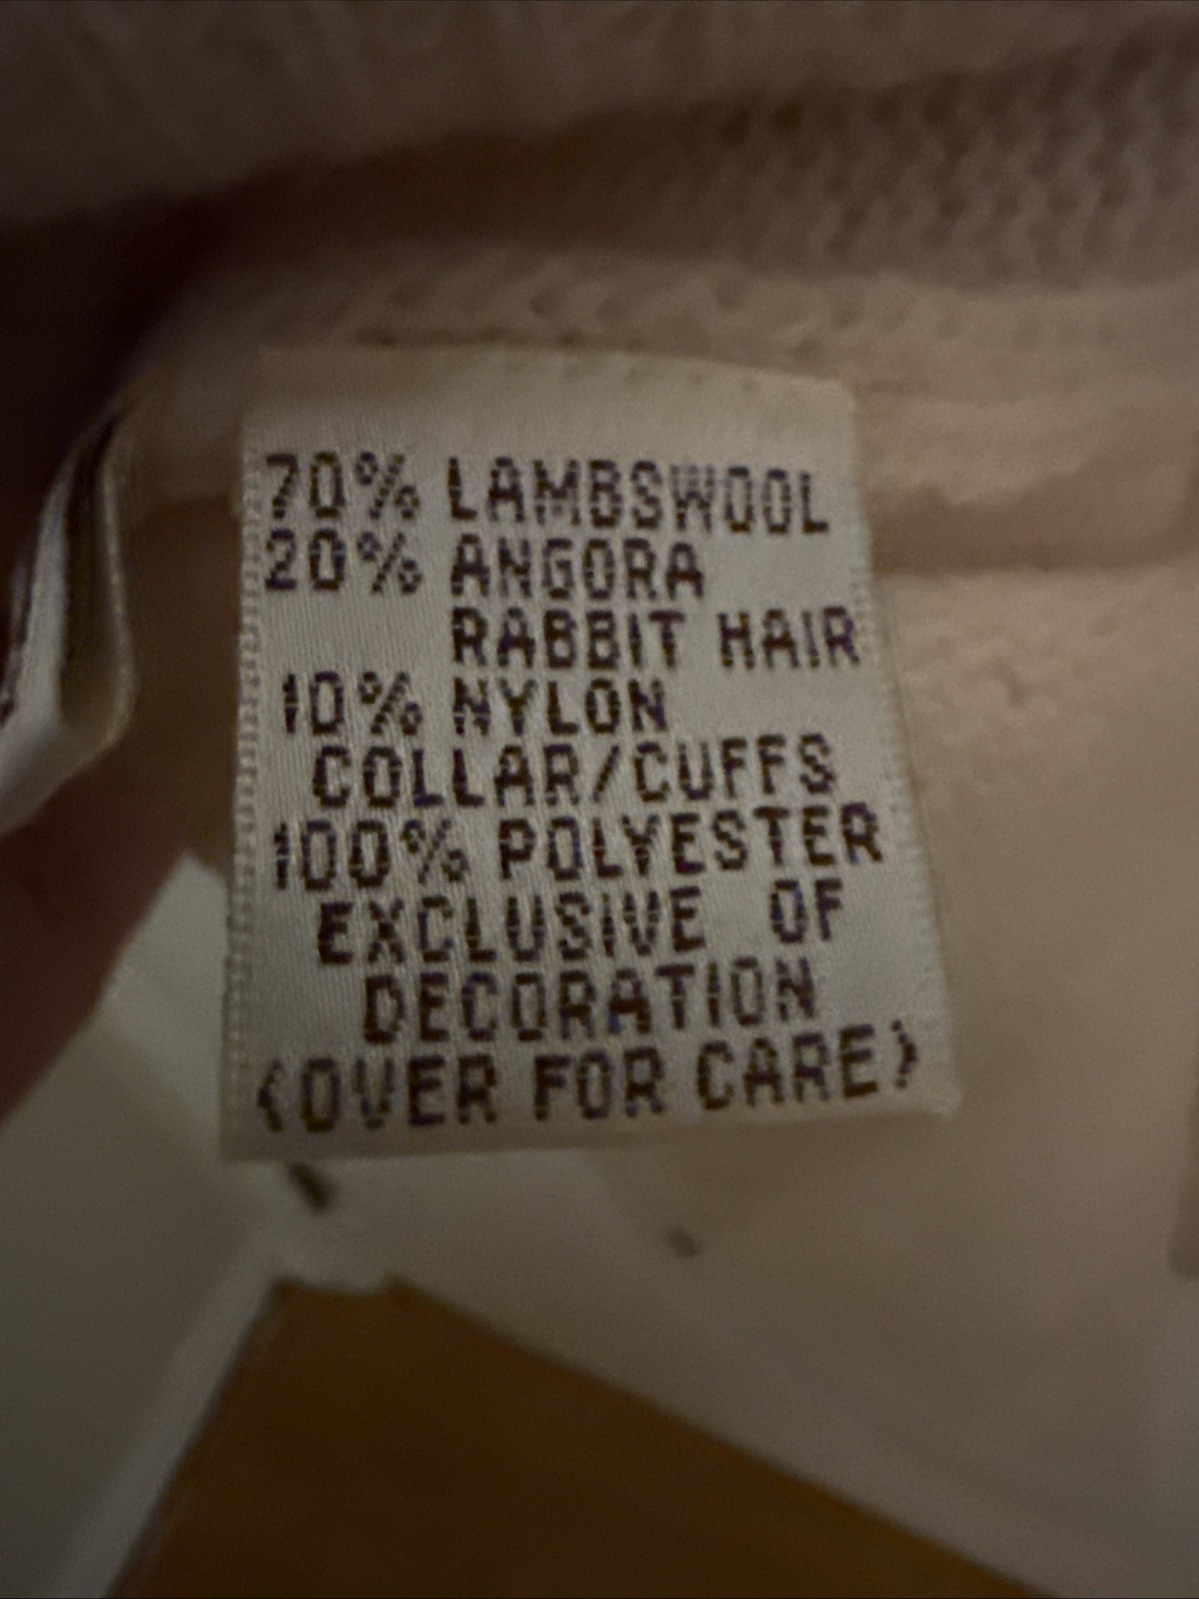 70% LAMBSWOOL
20% ANGORA
RABBIT HAIR
10% NYLON
COLLAR/CUFFS
100% POLYESTER
EXCLUSIVE OF
DECORATION
(OVER FOR CARE)